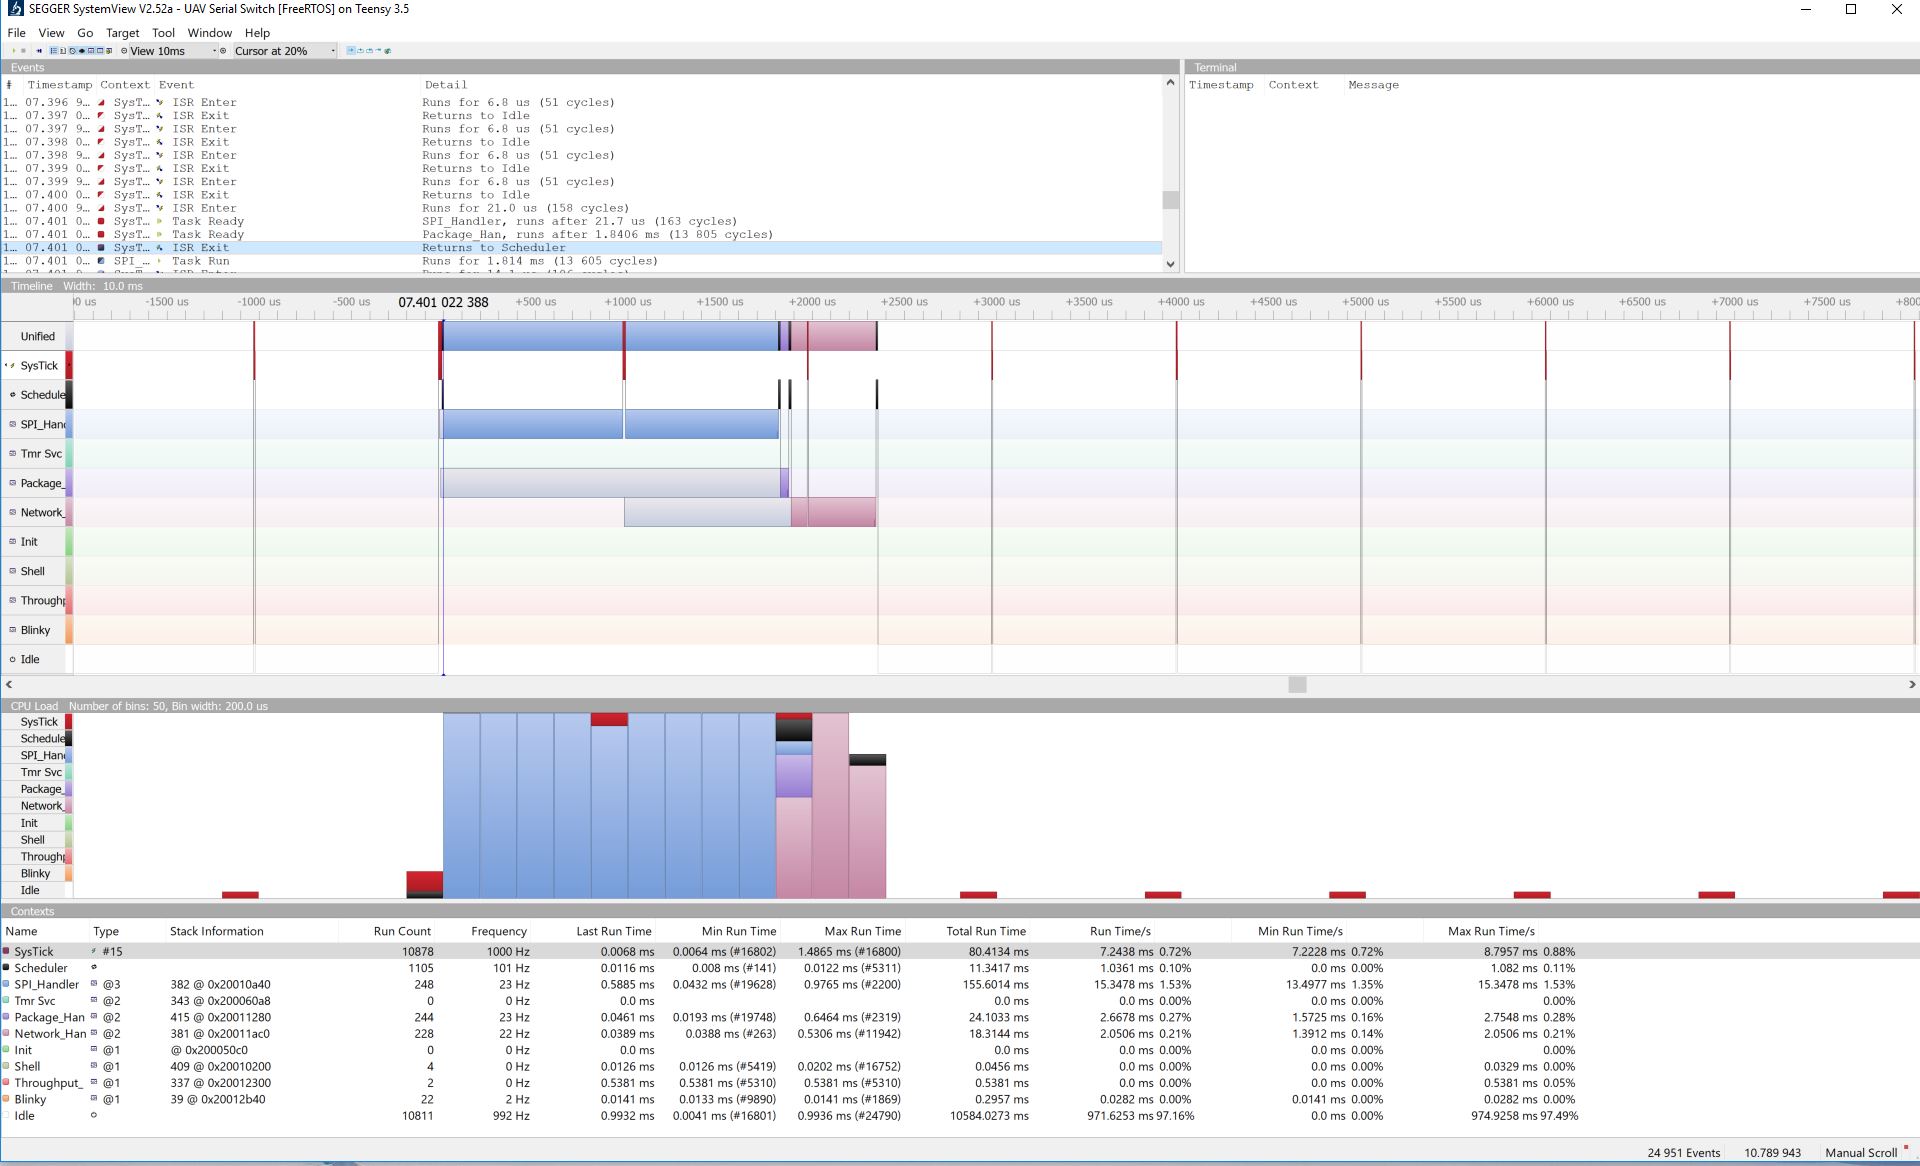 SEGGER SystemView V2.52a - UAV Serial Switch [FreeRTOS] on Teensy 3.5
File View Go Target Tool Window Help
View 10ms Cursor at 20%
Events
# Timestamp Context Event Detail
1... 07.396 9... SysT... ISR Enter Runs for 6.8 us (51 cycles)
1... 07.397 0... SysT... ISR Exit Returns to Idle
1... 07.397 9... SysT... ISR Enter Runs for 6.8 us (51 cycles)
1... 07.398 0... SysT... ISR Exit Returns to Idle
1... 07.398 9... SysT... ISR Enter Runs for 6.8 us (51 cycles)
1... 07.399 0... SysT... ISR Exit Returns to Idle
1... 07.399 9... SysT... ISR Enter Runs for 6.8 us (51 cycles)
1... 07.400 0... SysT... ISR Exit Returns to Idle
1... 07.400 9... SysT... ISR Enter Runs for 21.0 us (158 cycles)
1... 07.401 0... SysT... Task Ready SPI_Handler, runs after 21.7 us (163 cycles)
1... 07.401 0... SysT... Task Ready Package_Han, runs after 1.8406 ms (13 805 cycles)
1... 07.401 0... SysT... ISR Exit Returns to Scheduler
1... 07.401 0... SPI_... Task Run Runs for 1.814 ms (13 605 cycles)
Terminal
Timestamp Context Message
Timeline Width: 10.0 ms
00 us -1500 us -1000 us -500 us 07.401 022 388 +500 us +1000 us +1500 us +2000 us +2500 us +3000 us +3500 us +4000 us +4500 us +5000 us +5500 us +6000 us +6500 us +7000 us +7500 us +800
Unified
SysTick
Schedule
SPI_Hand
Tmr Svc
Package_
Network_
Init
Shell
Throughp
Blinky
Idle
CPU Load Number of bins: 50, Bin width: 200.0 us
SysTick
Schedule
SPI_Hand
Tmr Svc
Package_
Network_
Init
Shell
Throughp
Blinky
Idle
Contexts
Name Type Stack Information Run Count Frequency Last Run Time Min Run Time Max Run Time Total Run Time Run Time/s Min Run Time/s Max Run Time/s
SysTick #15 10878 1000 Hz 0.0068 ms 0.0064 ms (#16802) 1.4865 ms (#16800) 80.4134 ms 7.2438 ms 0.72% 7.2228 ms 0.72% 8.7957 ms 0.88%
Scheduler 1105 101 Hz 0.0116 ms 0.008 ms (#141) 0.0122 ms (#5311) 11.3417 ms 1.0361 ms 0.10% 0.0 ms 0.00% 1.082 ms 0.11%
SPI_Handler @3 382 @ 0x20010a40 248 23 Hz 0.5885 ms 0.0432 ms (#19628) 0.9765 ms (#2200) 155.6014 ms 15.3478 ms 1.53% 13.4977 ms 1.35% 15.3478 ms 1.53%
Tmr Svc @2 343 @ 0x200060a8 0 0 Hz 0.0 ms 0.0 ms 0.0 ms 0.00% 0.0 ms 0.00% 0.00%
Package_Han @2 415 @ 0x20011280 244 23 Hz 0.0461 ms 0.0193 ms (#19748) 0.6464 ms (#2319) 24.1033 ms 2.6678 ms 0.27% 1.5725 ms 0.16% 2.7548 ms 0.28%
Network_Han @2 381 @ 0x20011ac0 228 22 Hz 0.0389 ms 0.0388 ms (#263) 0.5306 ms (#11942) 18.3144 ms 2.0506 ms 0.21% 1.3912 ms 0.14% 2.0506 ms 0.21%
Init @1 @ 0x200050c0 0 0 Hz 0.0 ms 0.0 ms 0.0 ms 0.00% 0.0 ms 0.00% 0.00%
Shell @1 409 @ 0x20010200 4 0 Hz 0.0126 ms 0.0126 ms (#5419) 0.0202 ms (#16752) 0.0456 ms 0.0 ms 0.00% 0.0 ms 0.00% 0.0329 ms 0.00%
Throughput_ @1 337 @ 0x20012300 2 0 Hz 0.5381 ms 0.5381 ms (#5310) 0.5381 ms (#5310) 0.5381 ms 0.0 ms 0.00% 0.0 ms 0.00% 0.5381 ms 0.05%
Blinky @1 39 @ 0x20012b40 22 2 Hz 0.0141 ms 0.0133 ms (#9890) 0.0141 ms (#1869) 0.2957 ms 0.0282 ms 0.00% 0.0141 ms 0.00% 0.0282 ms 0.00%
Idle 10811 992 Hz 0.9932 ms 0.0041 ms (#16801) 0.9936 ms (#24790) 10584.0273 ms 971.6253 ms 97.16% 0.0 ms 0.00% 974.9258 ms 97.49%
24 951 Events 10.789 943 Manual Scroll